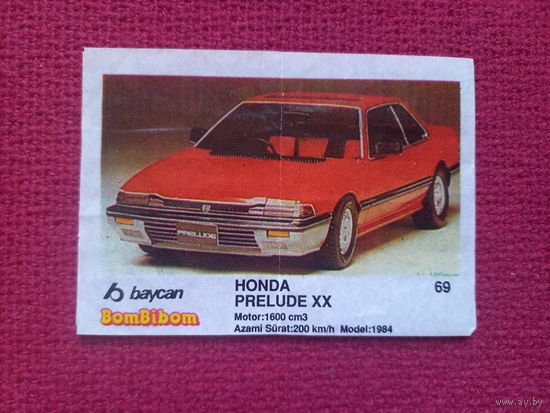 PRELUDE
baycan
BomBibom
HONDA
PRELUDE XX
69
Motor:1600 cm3
Azami Sürat:200 km/h Model:1984
www.ay.by